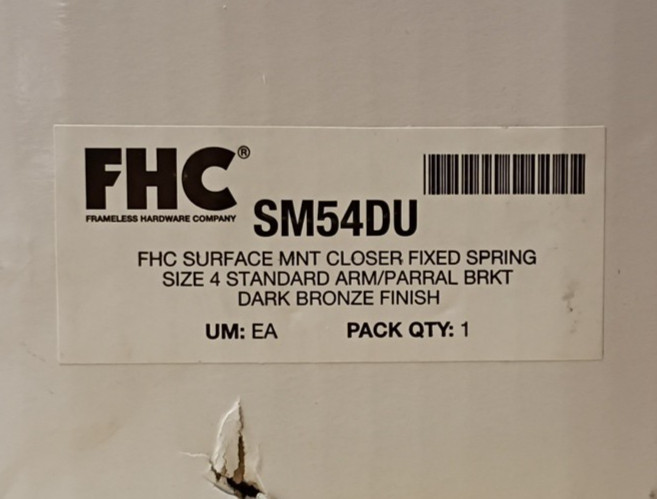 FHC®
FRAMELESS HARDWARE COMPANY
SM54DU
FHC SURFACE MNT CLOSER FIXED SPRING
SIZE 4 STANDARD ARM/PARRAL BRKT
DARK BRONZE FINISH
UM: EA PACK QTY: 1